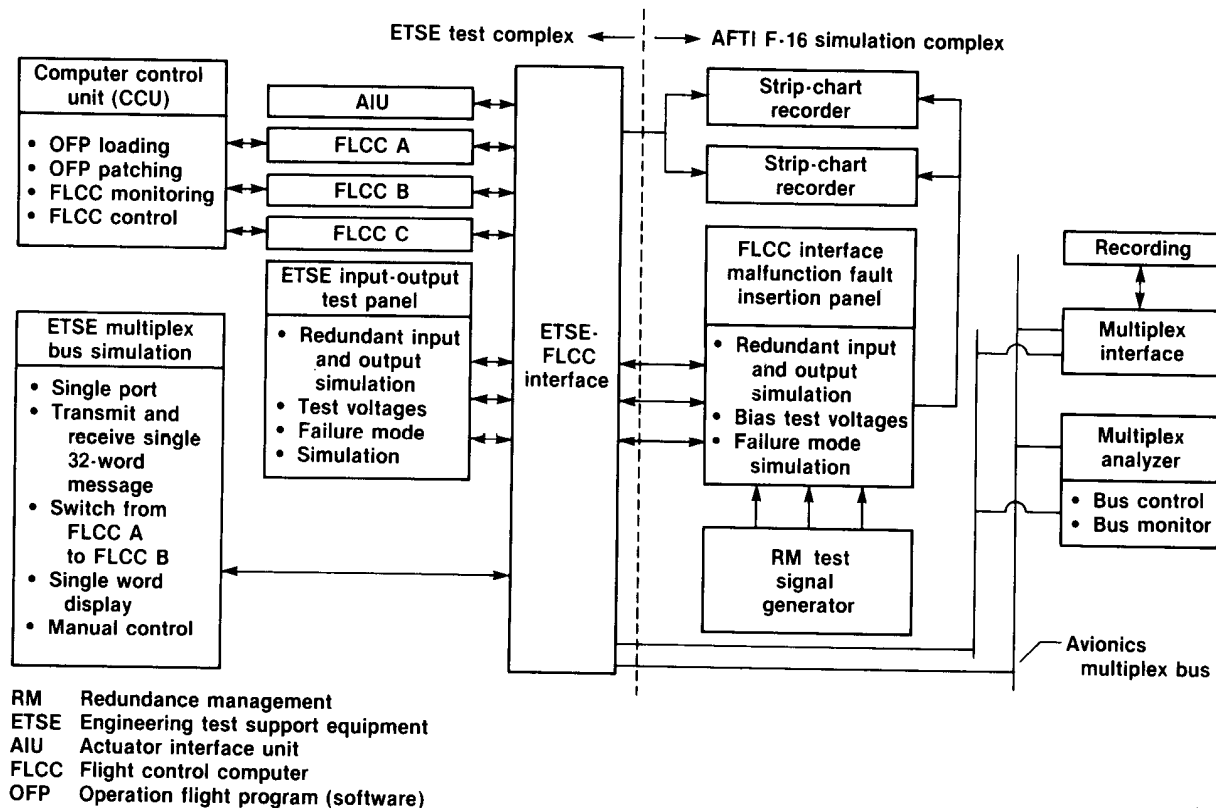 ETSE test complex
AFTI F-16 simulation complex
Computer control
unit (CCU)
• OFP loading
• OFP patching
• FLCC monitoring
• FLCC control
AIU
FLCC A
FLCC B
FLCC C
ETSE input-output
test panel
• Redundant input
and output
simulation
• Test voltages
• Failure mode
• Simulation
ETSE multiplex
bus simulation
• Single port
• Transmit and
receive single
32-word
message
• Switch from
FLCC A
to FLCC B
• Single word
display
• Manual control
ETSE-
FLCC
interface
Strip-chart
recorder
Strip-chart
recorder
FLCC interface
malfunction fault
insertion panel
• Redundant input
and output
simulation
• Bias test voltages
• Failure mode
simulation
RM test
signal
generator
Recording
Multiplex
interface
Multiplex
analyzer
• Bus control
• Bus monitor
Avionics
multiplex bus
RM Redundance management
ETSE Engineering test support equipment
AIU Actuator interface unit
FLCC Flight control computer
OFP Operation flight program (software)